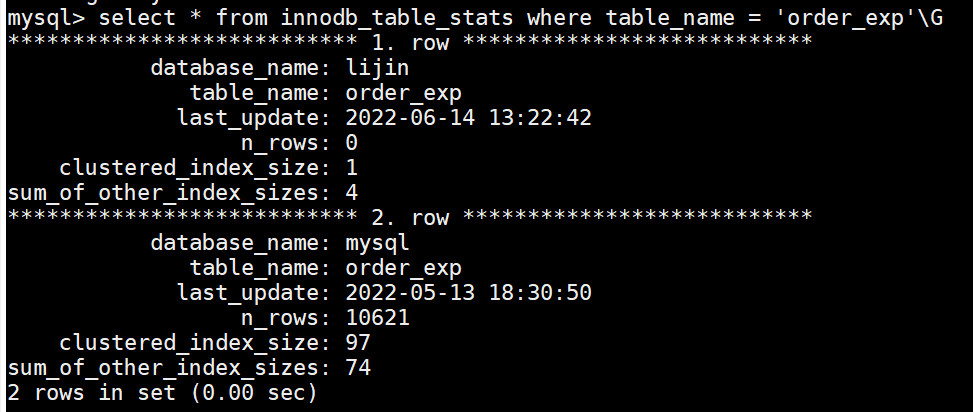 mysql> select * from innodb_table_stats where table_name = 'order_exp'\G
*************************** 1. row ***************************
database_name: lijin
table_name: order_exp
last_update: 2022-06-14 13:22:42
n_rows: 0
clustered_index_size: 1
sum_of_other_index_sizes: 4
*************************** 2. row ***************************
database_name: mysql
table_name: order_exp
last_update: 2022-05-13 18:30:50
n_rows: 10621
clustered_index_size: 97
sum_of_other_index_sizes: 74
2 rows in set (0.00 sec)